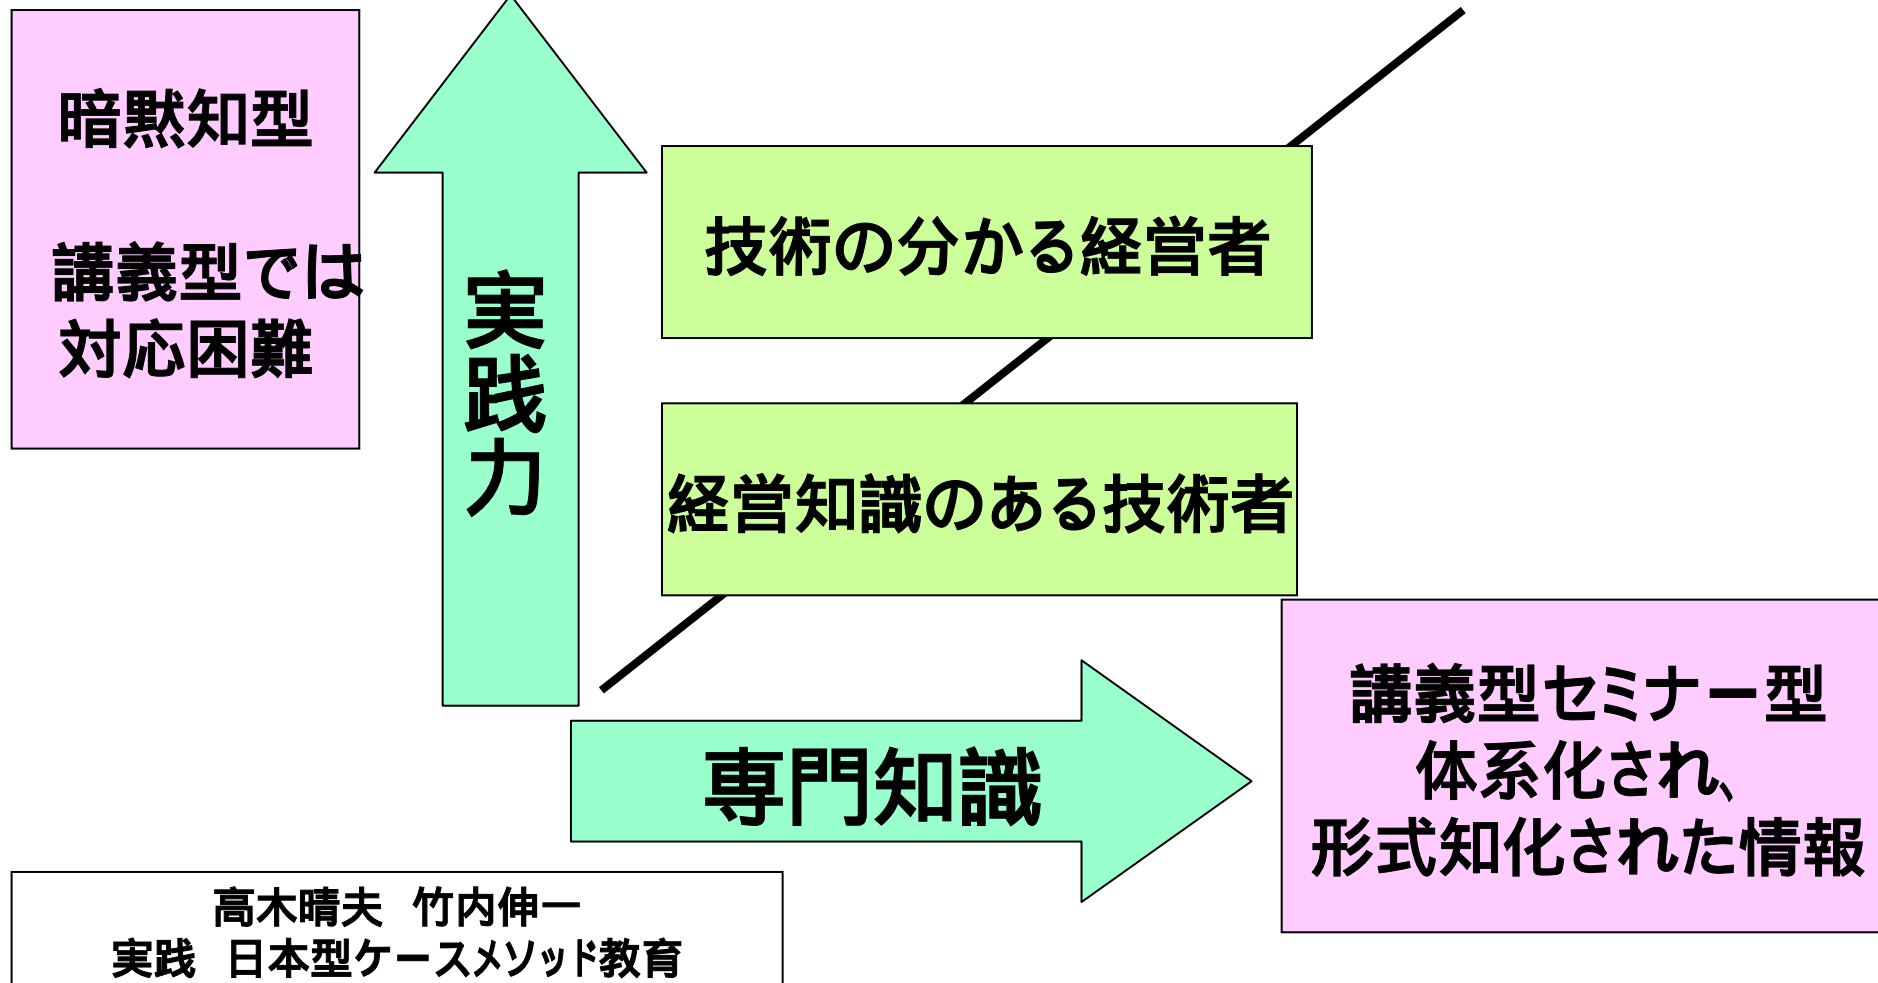 暗黙知型
講義型では
対応困難
実践力
技術の分かる経営者
経営知識のある技術者
専門知識
講義型セミナー型
体系化され、
形式知化された情報
高木晴夫　竹内伸一
実践　日本型ケースメソッド教育